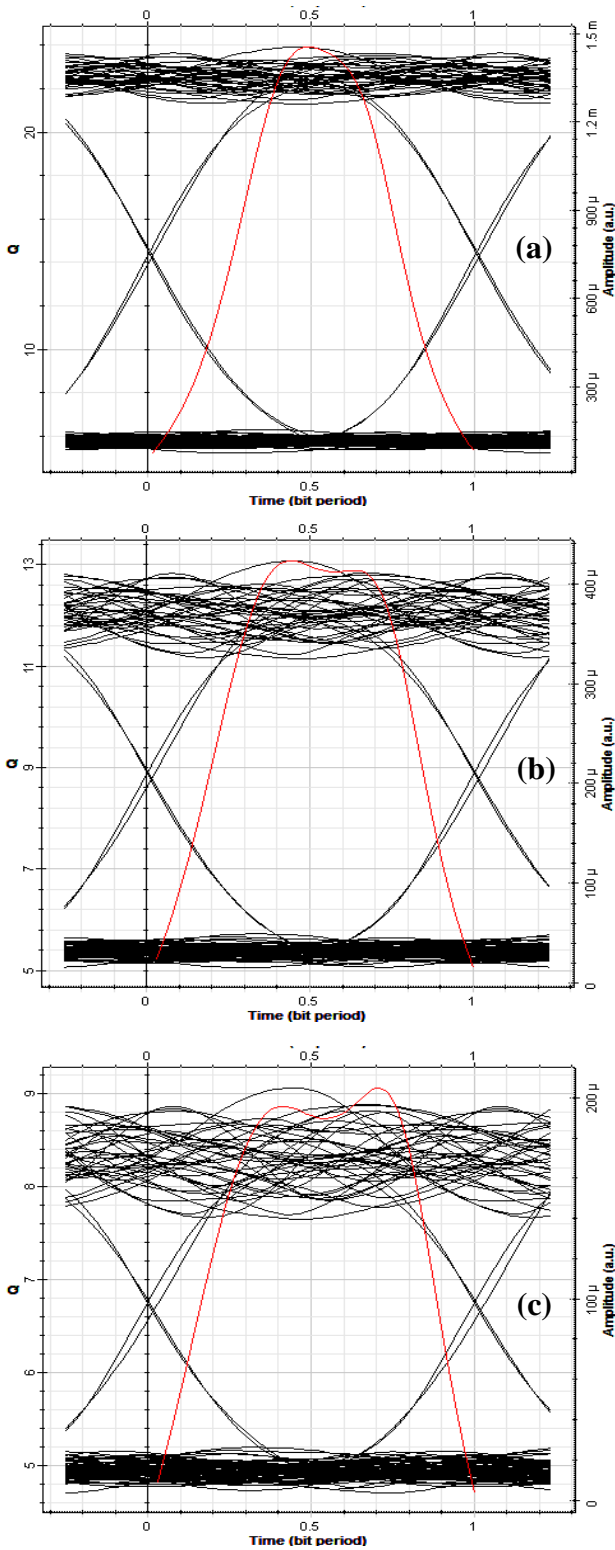 0 0.5 1
1.5 m
20
1.2 m
900 µ
Q
(a)
Amplitude (a.u.)
600 µ
10
300 µ
0 0.5 1
Time (bit period)
0 0.5 1
13
400 µ
11
300 µ
Q
9
(b)
Amplitude (a.u.)
200 µ
7
100 µ
5
0
0 0.5 1
Time (bit period)
0 0.5 1
9
200 µ
8
7
Q
(c)
100 µ
Amplitude (a.u.)
6
5
0
0 0.5 1
Time (bit period)